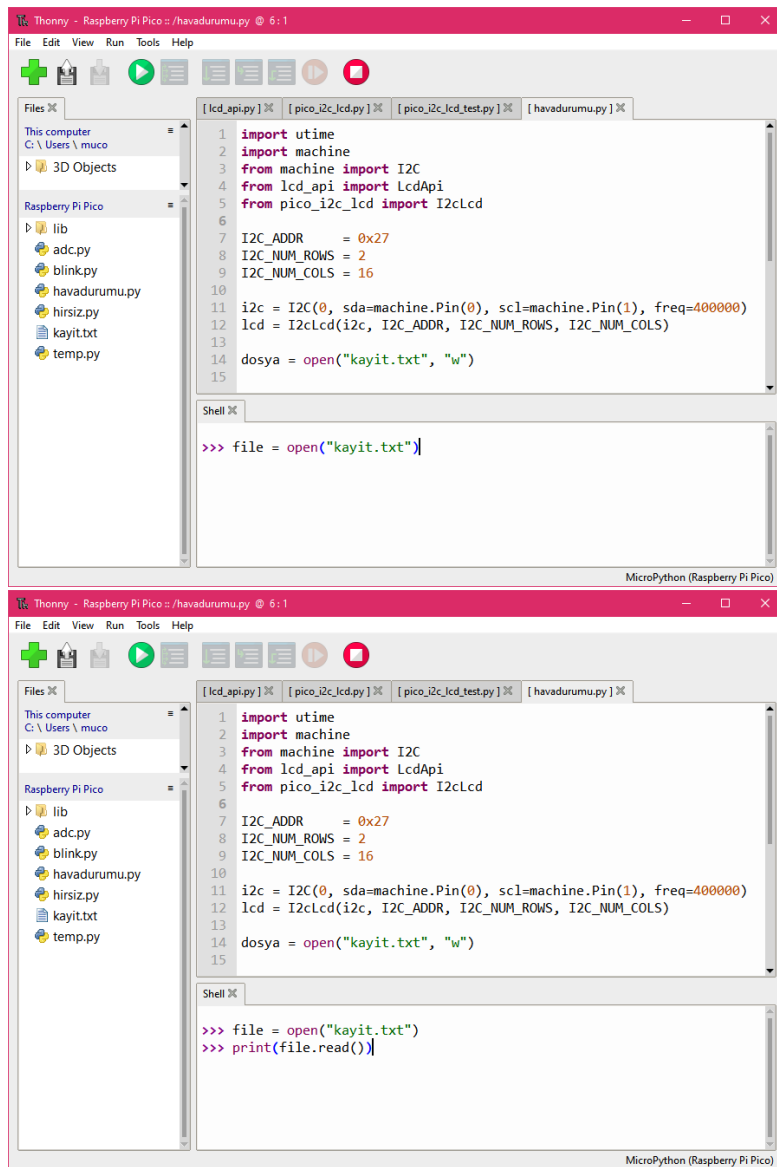 Thonny - Raspberry Pi Pico :: /havadurumu.py @ 6 : 1
File Edit View Run Tools Help
Files
This computer
C: \ Users \ muco
3D Objects
Raspberry Pi Pico
lib
adc.py
blink.py
havadurumu.py
hirsiz.py
kayit.txt
temp.py
[ lcd_api.py ] [ pico_i2c_lcd.py ] [ pico_i2c_lcd_test.py ] [ havadurumu.py ]
1 import utime
2 import machine
3 from machine import I2C
4 from lcd_api import LcdApi
5 from pico_i2c_lcd import I2cLcd
6
7 I2C_ADDR     = 0x27
8 I2C_NUM_ROWS = 2
9 I2C_NUM_COLS = 16
10
11 i2c = I2C(0, sda=machine.Pin(0), scl=machine.Pin(1), freq=400000)
12 lcd = I2cLcd(i2c, I2C_ADDR, I2C_NUM_ROWS, I2C_NUM_COLS)
13
14 dosya = open("kayit.txt", "w")
15
Shell
>>> file = open("kayit.txt")
MicroPython (Raspberry Pi Pico)
Thonny - Raspberry Pi Pico :: /havadurumu.py @ 6 : 1
File Edit View Run Tools Help
Files
This computer
C: \ Users \ muco
3D Objects
Raspberry Pi Pico
lib
adc.py
blink.py
havadurumu.py
hirsiz.py
kayit.txt
temp.py
[ lcd_api.py ] [ pico_i2c_lcd.py ] [ pico_i2c_lcd_test.py ] [ havadurumu.py ]
1 import utime
2 import machine
3 from machine import I2C
4 from lcd_api import LcdApi
5 from pico_i2c_lcd import I2cLcd
6
7 I2C_ADDR     = 0x27
8 I2C_NUM_ROWS = 2
9 I2C_NUM_COLS = 16
10
11 i2c = I2C(0, sda=machine.Pin(0), scl=machine.Pin(1), freq=400000)
12 lcd = I2cLcd(i2c, I2C_ADDR, I2C_NUM_ROWS, I2C_NUM_COLS)
13
14 dosya = open("kayit.txt", "w")
15
Shell
>>> file = open("kayit.txt")
>>> print(file.read())
MicroPython (Raspberry Pi Pico)